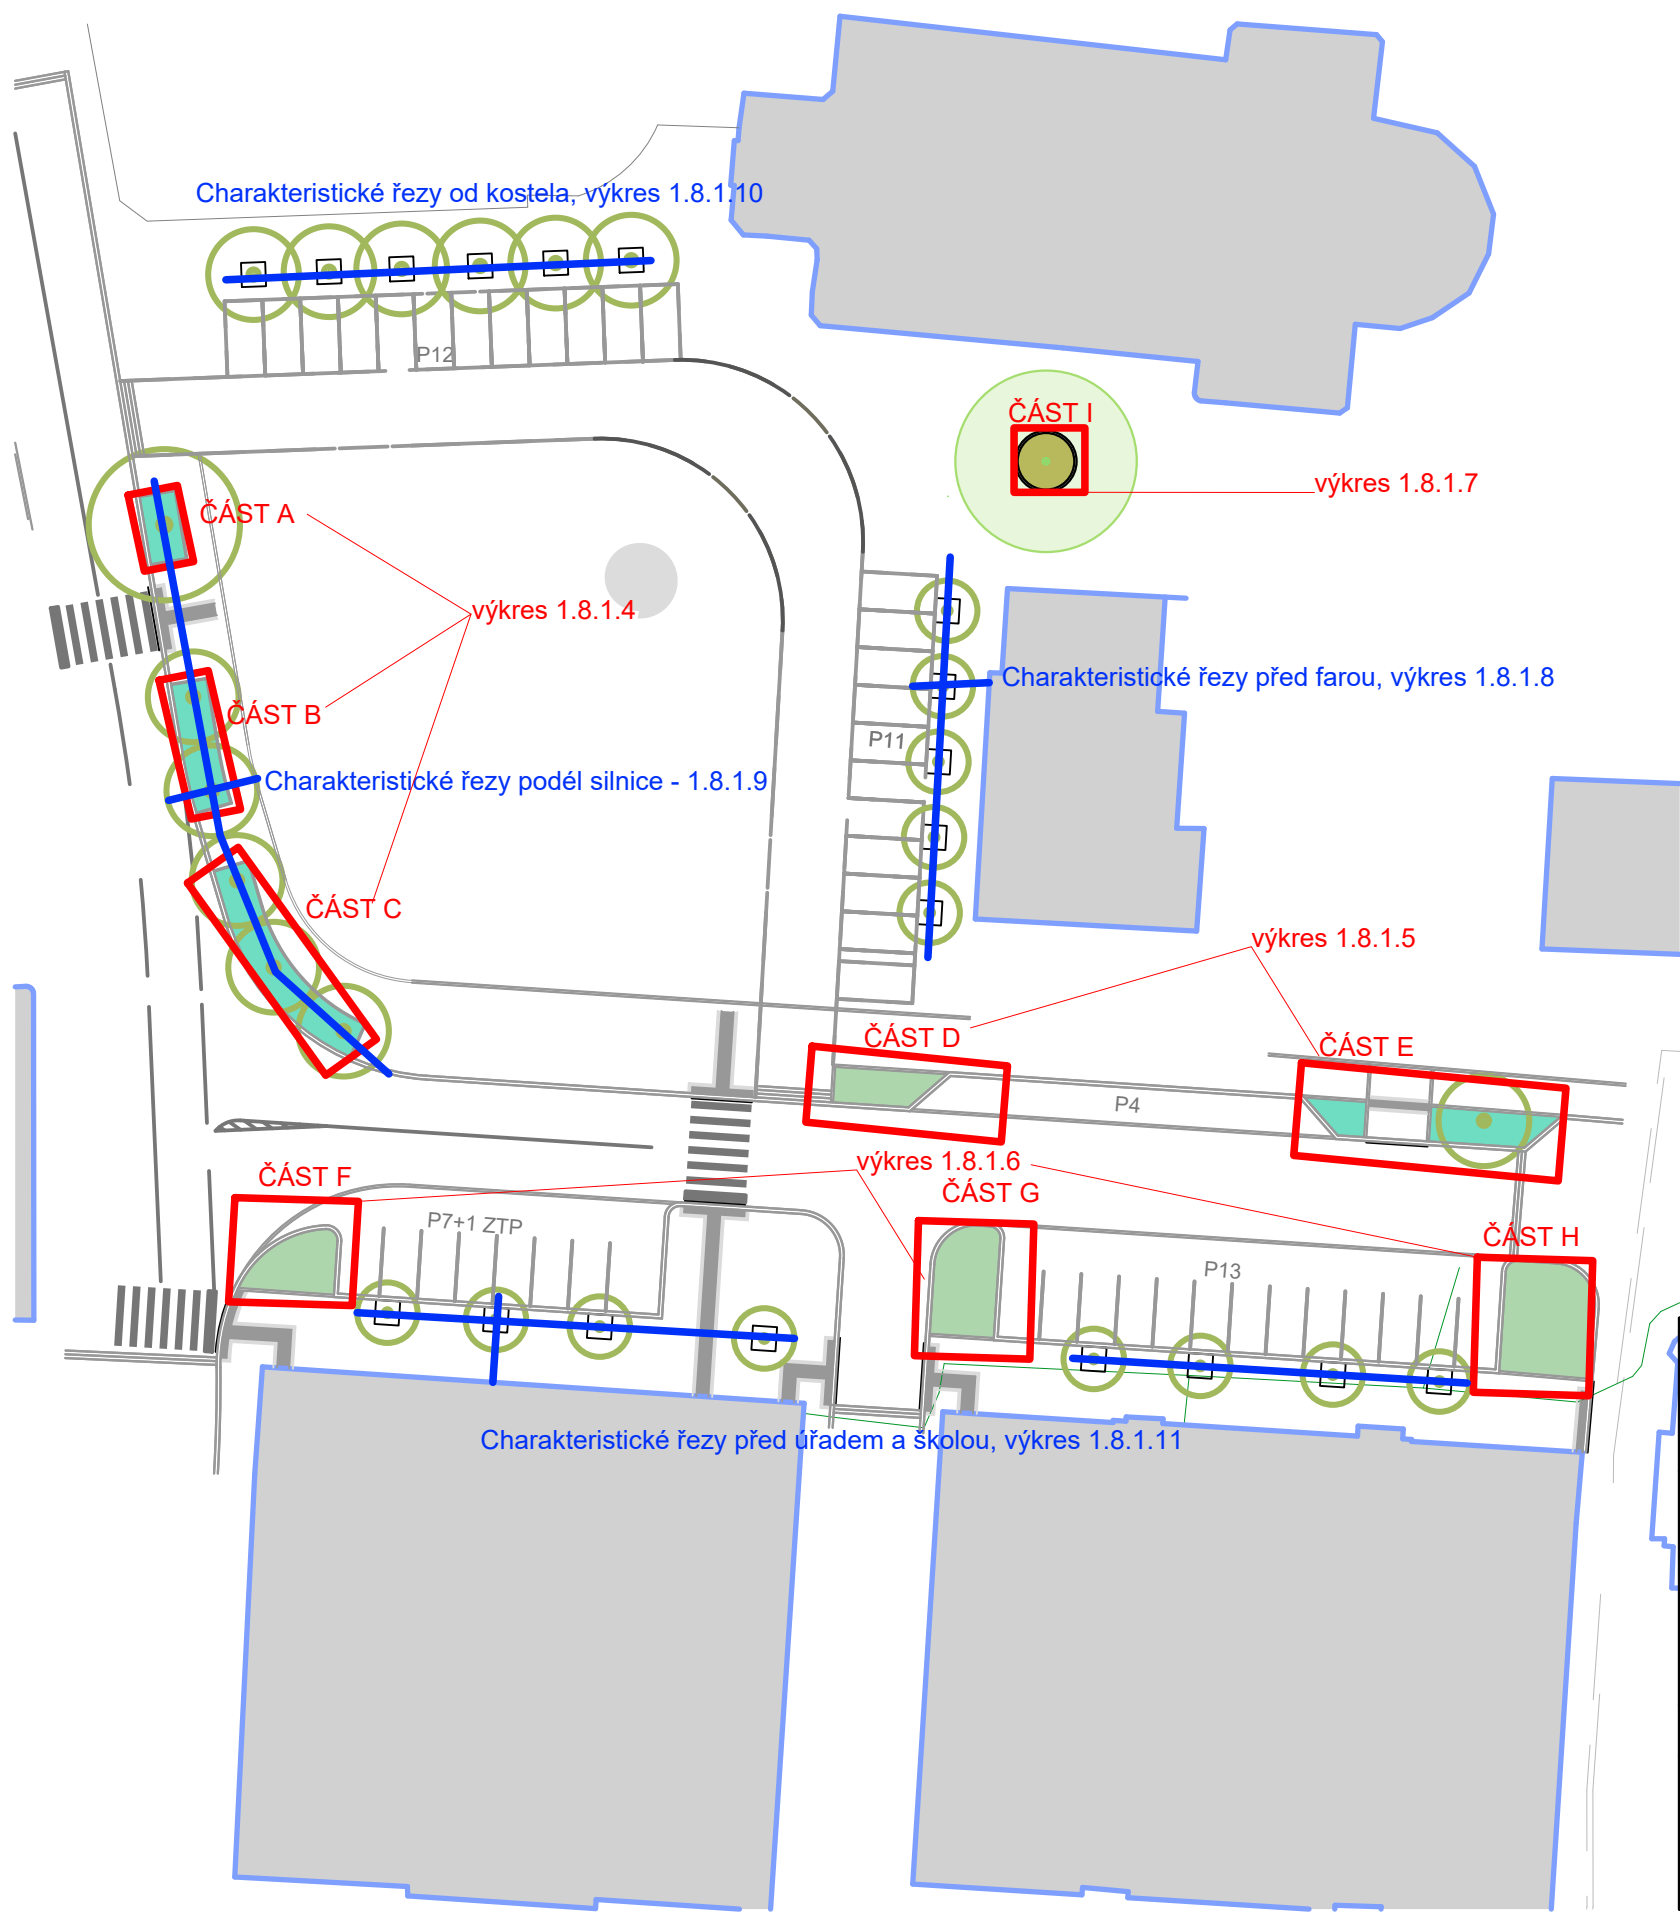 Charakteristické řezy od kostela, výkres 1.8.1.10
P12
ČÁST I
výkres 1.8.1.7
ČÁST A
výkres 1.8.1.4
Charakteristické řezy před farou, výkres 1.8.1.8
ČÁST B
P11
Charakteristické řezy podél silnice - 1.8.1.9
ČÁST C
výkres 1.8.1.5
ČÁST D
ČÁST E
P4
výkres 1.8.1.6
ČÁST F
ČÁST G
P7+1 ZTP
ČÁST H
P13
Charakteristické řezy před úřadem a školou, výkres 1.8.1.11